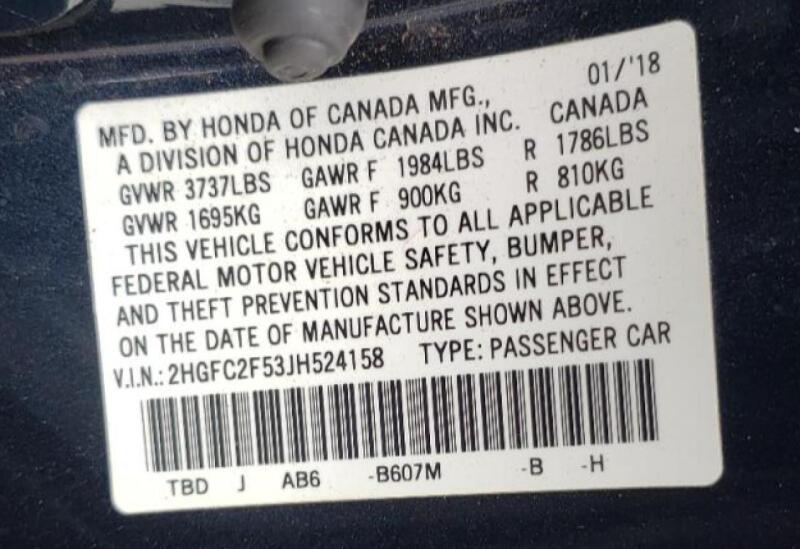 01/'18
MFD. BY HONDA OF CANADA MFG.,
A DIVISION OF HONDA CANADA INC. CANADA
GVWR 3737LBS GAWR F 1984LBS R 1786LBS
GVWR 1695KG GAWR F 900KG R 810KG
THIS VEHICLE CONFORMS TO ALL APPLICABLE
FEDERAL MOTOR VEHICLE SAFETY, BUMPER,
AND THEFT PREVENTION STANDARDS IN EFFECT
ON THE DATE OF MANUFACTURE SHOWN ABOVE.
V.I.N.: 2HGFC2F53JH524158 TYPE: PASSENGER CAR
TBD J AB6 -B607M -B -H